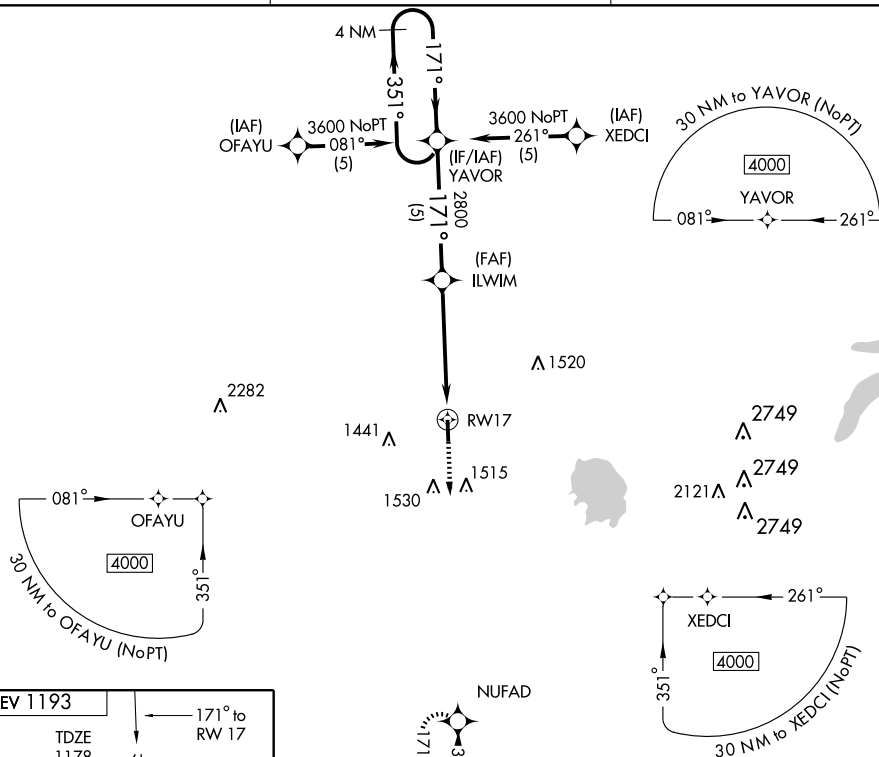 4 NM
171°
351°
(IAF)
OFAYU
3600 NoPT
081°
(5)
3600 NoPT
261°
(5)
(IAF)
XEDCI
(IF/IAF)
YAVOR
2800
171°
(5)
(FAF)
ILWIM
30 NM to YAVOR (NoPT)
4000
YAVOR
081°
261°
1520
2282
RW17
1441
1530
1515
2749
2749
2121
2749
081°
OFAYU
4000
351°
30 NM to OFAYU (NoPT)
261°
XEDCI
4000
351°
30 NM to XEDCI (NoPT)
EV 1193
171° to
RW 17
TDZE
1178
NUFAD
171
3